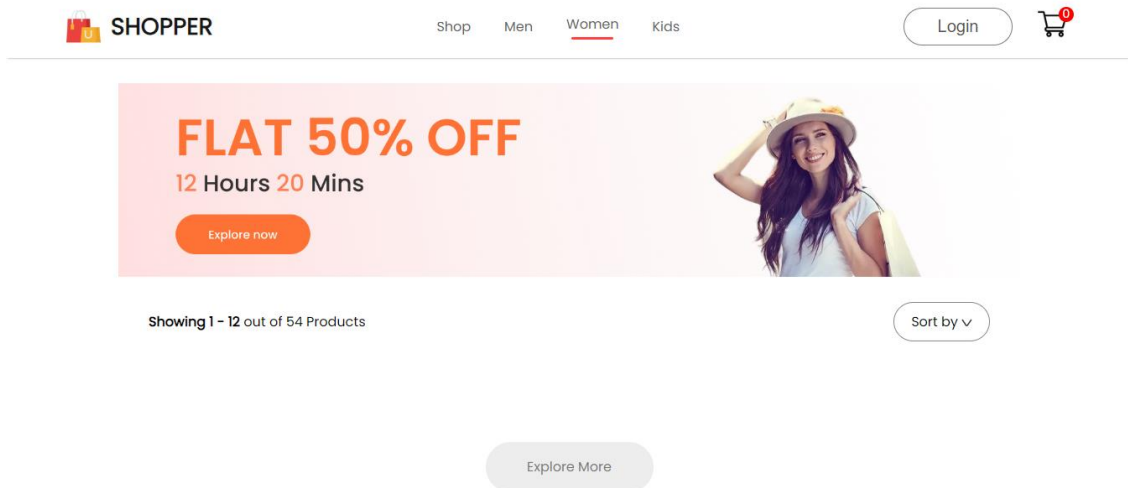 SHOPPER
Shop Men Women Kids
Login
0
FLAT 50% OFF
12 Hours 20 Mins
Explore now
Showing 1 - 12 out of 54 Products
Sort by
Explore More